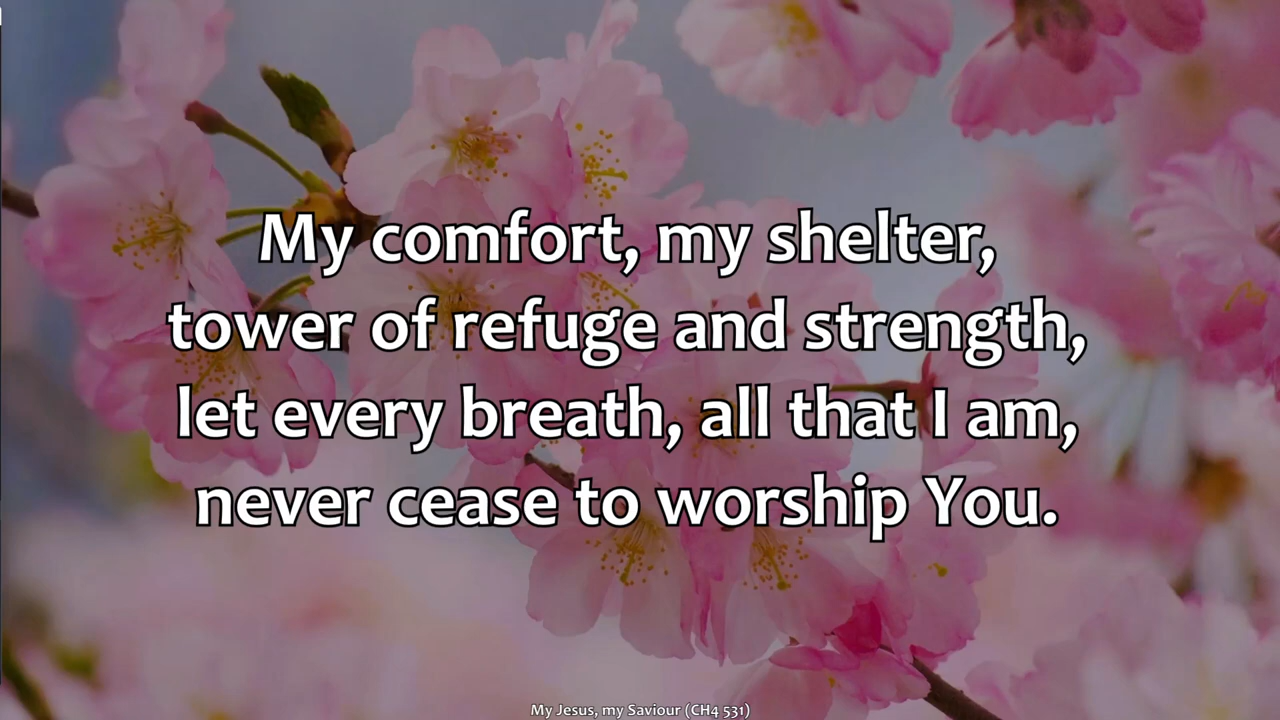 My comfort, my shelter,
tower of refuge and strength,
let every breath, all that I am,
never cease to worship You.
My Jesus, my Saviour (CH4 531)